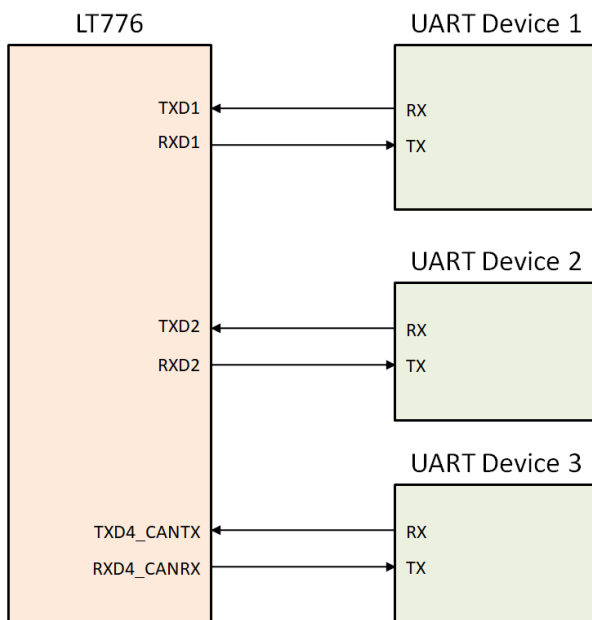 LT776
UART Device 1
TXD1
RX
RXD1
TX
UART Device 2
TXD2
RX
RXD2
TX
UART Device 3
TXD4_CANTX
RX
RXD4_CANRX
TX